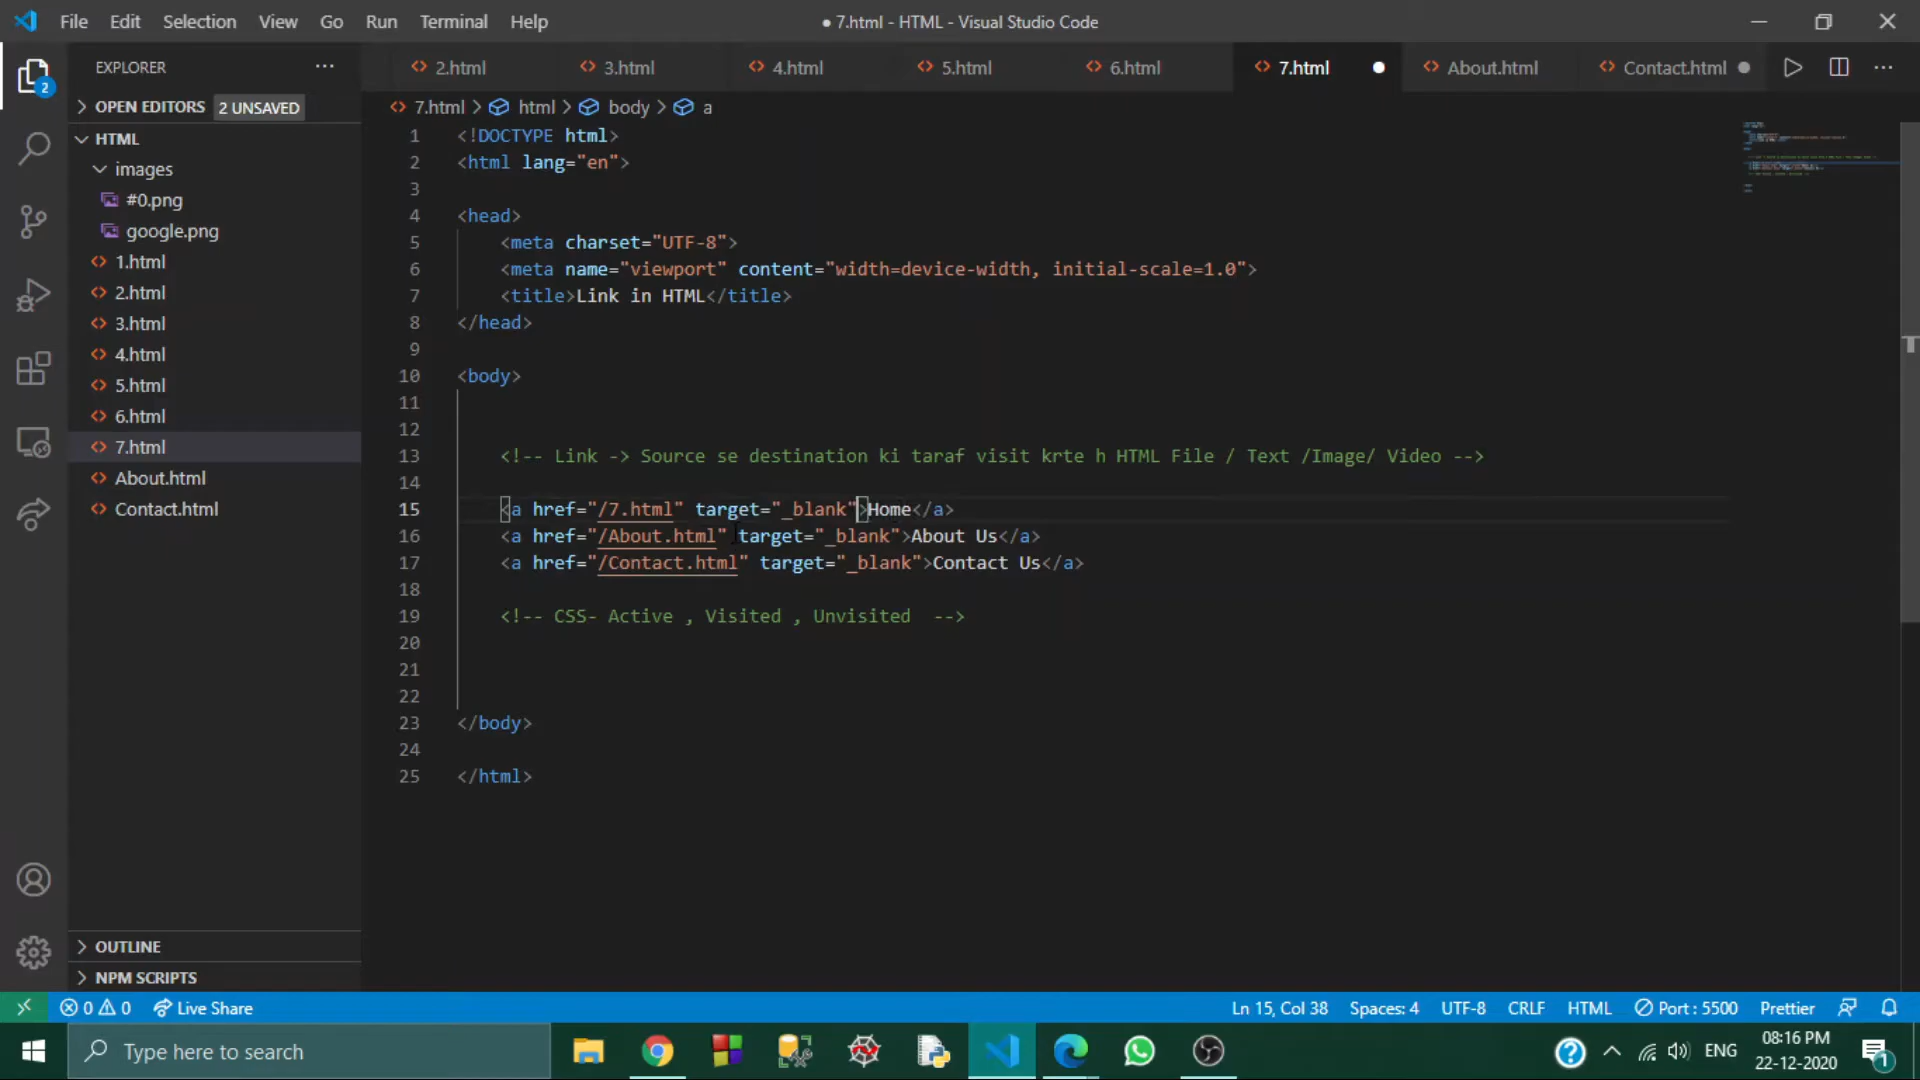 File Edit Selection View Go Run Terminal Help
● 7.html - HTML - Visual Studio Code
EXPLORER
2.html 3.html 4.html 5.html 6.html 7.html About.html Contact.html
OPEN EDITORS 2 UNSAVED
HTML
images
#0.png
google.png
1.html
2.html
3.html
4.html
5.html
6.html
7.html
About.html
Contact.html
OUTLINE
NPM SCRIPTS
2
7.html > html > body > a
1 <!DOCTYPE html>
2 <html lang="en">
3
4 <head>
5 <meta charset="UTF-8">
6 <meta name="viewport" content="width=device-width, initial-scale=1.0">
7 <title>Link in HTML</title>
8 </head>
9
10 <body>
11
12
13 <!-- Link -> Source se destination ki taraf visit krte h HTML File / Text /Image/ Video -->
14
15 <a href="/7.html" target="_blank">Home</a>
16 <a href="/About.html" target="_blank">About Us</a>
17 <a href="/Contact.html" target="_blank">Contact Us</a>
18
19 <!-- CSS- Active , Visited , Unvisited  -->
20
21
22
23 </body>
24
25 </html>
0 0 Live Share
Ln 15, Col 38 Spaces: 4 UTF-8 CRLF HTML Port : 5500 Prettier
Type here to search
ENG
08:16 PM
22-12-2020
1